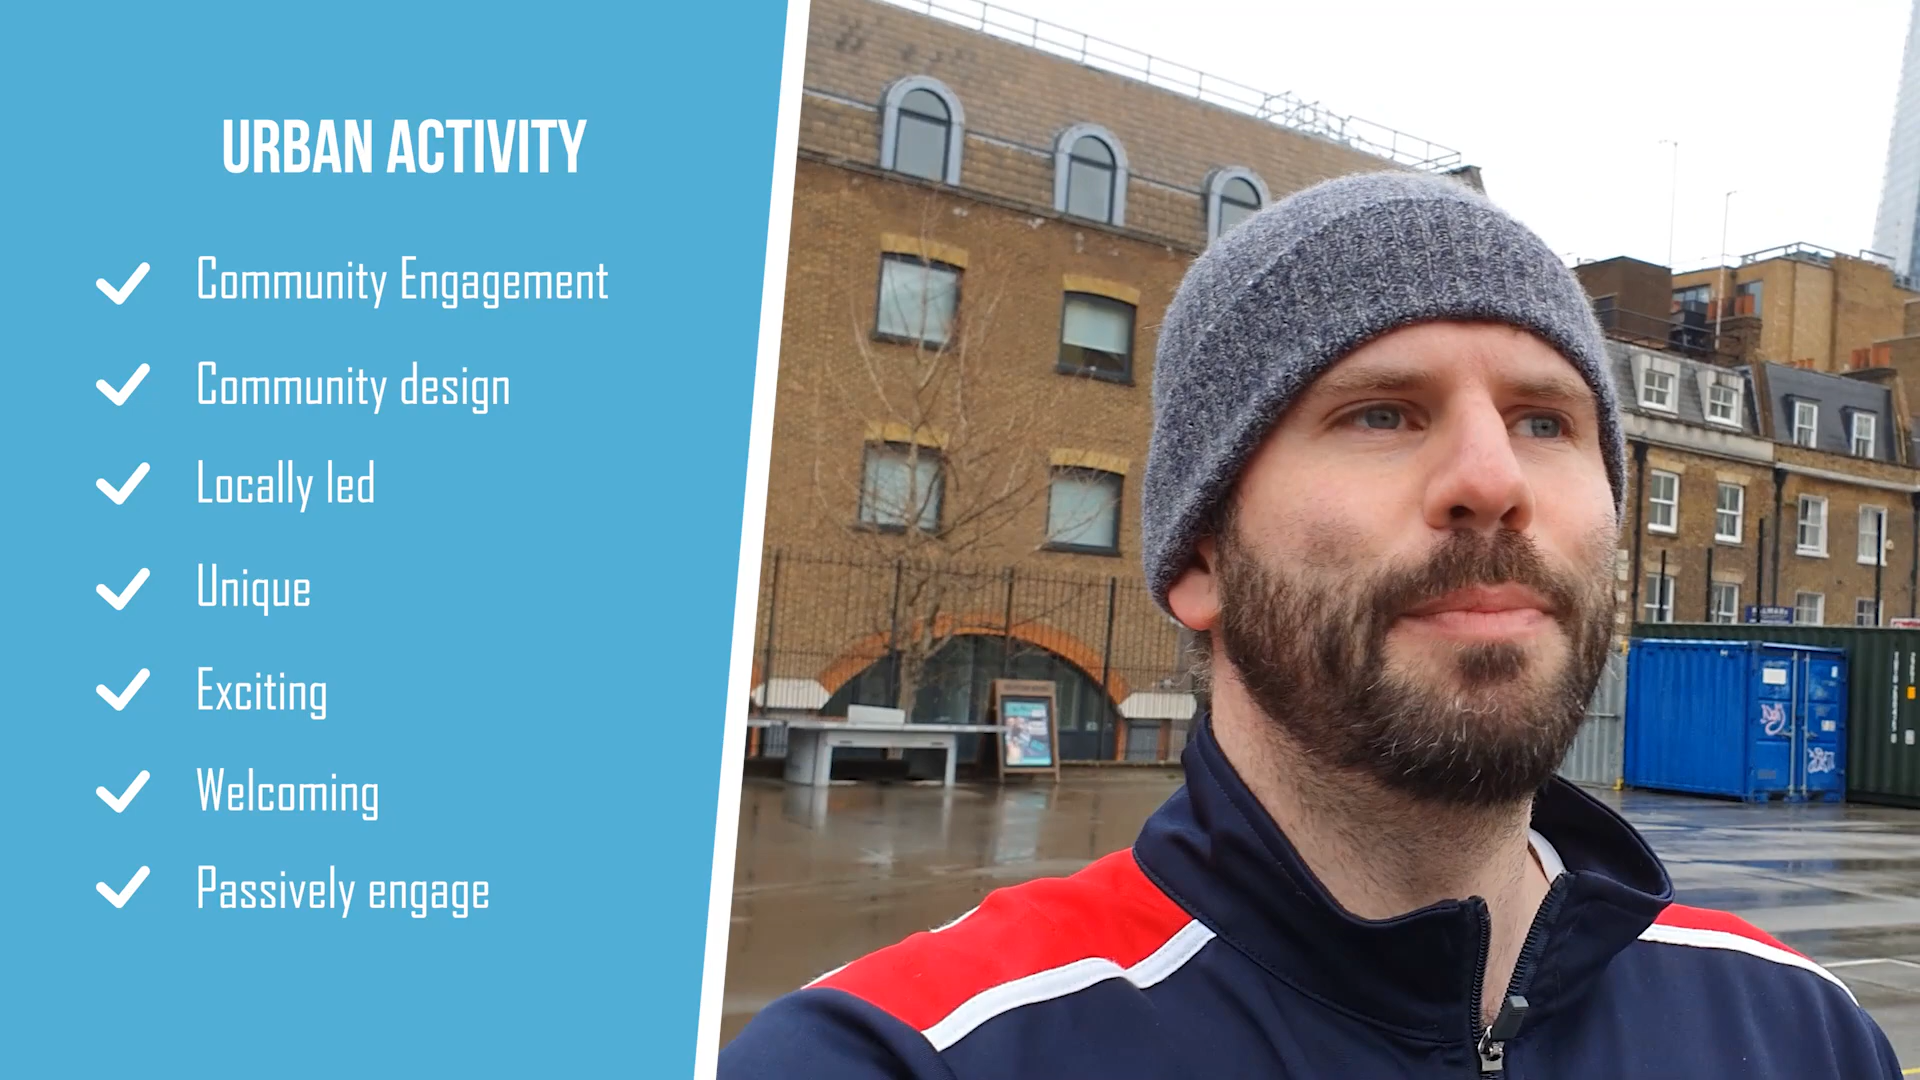 URBAN ACTIVITY
Community Engagement
Community design
Locally led
Unique
Exciting
Welcoming
Passively engage